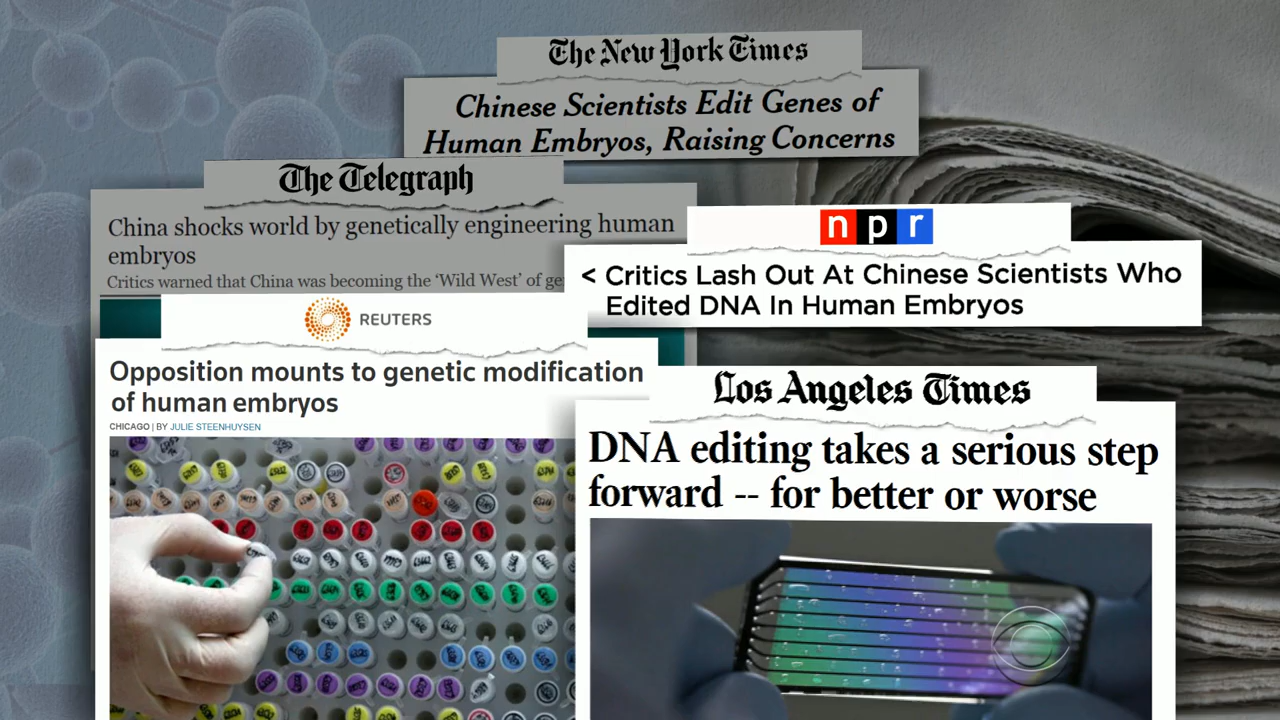 The New York Times
Chinese Scientists Edit Genes of
Human Embryos, Raising Concerns
The Telegraph
China shocks world by genetically engineering human
embryos
Critics warned that China was becoming the ‘Wild West’ of
npr
< Critics Lash Out At Chinese Scientists Who
Edited DNA In Human Embryos
REUTERS
Opposition mounts to genetic modification
of human embryos
CHICAGO | BY JULIE STEENHUYSEN
Los Angeles Times
DNA editing takes a serious step
forward -- for better or worse